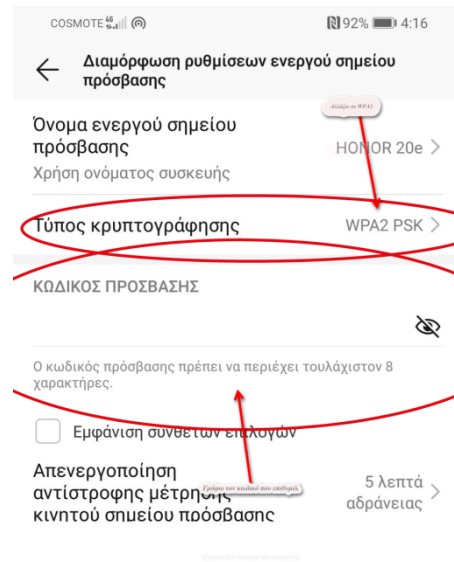 COSMOTE 92% 4:16
Διαμόρφωση ρυθμίσεων ενεργού σημείου
πρόσβασης
Αλλάζω σε WPA2
Όνομα ενεργού σημείου
πρόσβασης
HONOR 20e
Χρήση ονόματος συσκευής
Τύπος κρυπτογράφησης WPA2 PSK
ΚΩΔΙΚΟΣ ΠΡΟΣΒΑΣΗΣ
Ο κωδικός πρόσβασης πρέπει να περιέχει τουλάχιστον 8
χαρακτήρες.
Εμφάνιση σύνθετων επιλογών
Απενεργοποίηση
αντίστροφης μέτρησης
κινητού σημείου πρόσβασης
5 λεπτά
αδράνειας
Γράφω τον κωδικό που επιθυμώ.